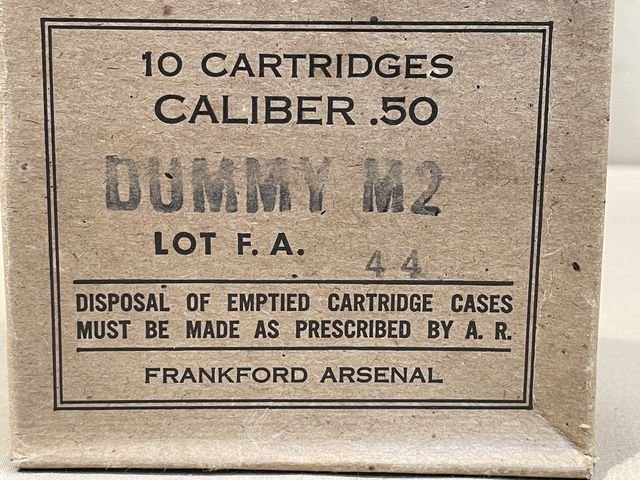 10 CARTRIDGES
CALIBER .50
DUMMY M2
LOT F. A. 44
DISPOSAL OF EMPTIED CARTRIDGE CASES
MUST BE MADE AS PRESCRIBED BY A. R.
FRANKFORD ARSENAL